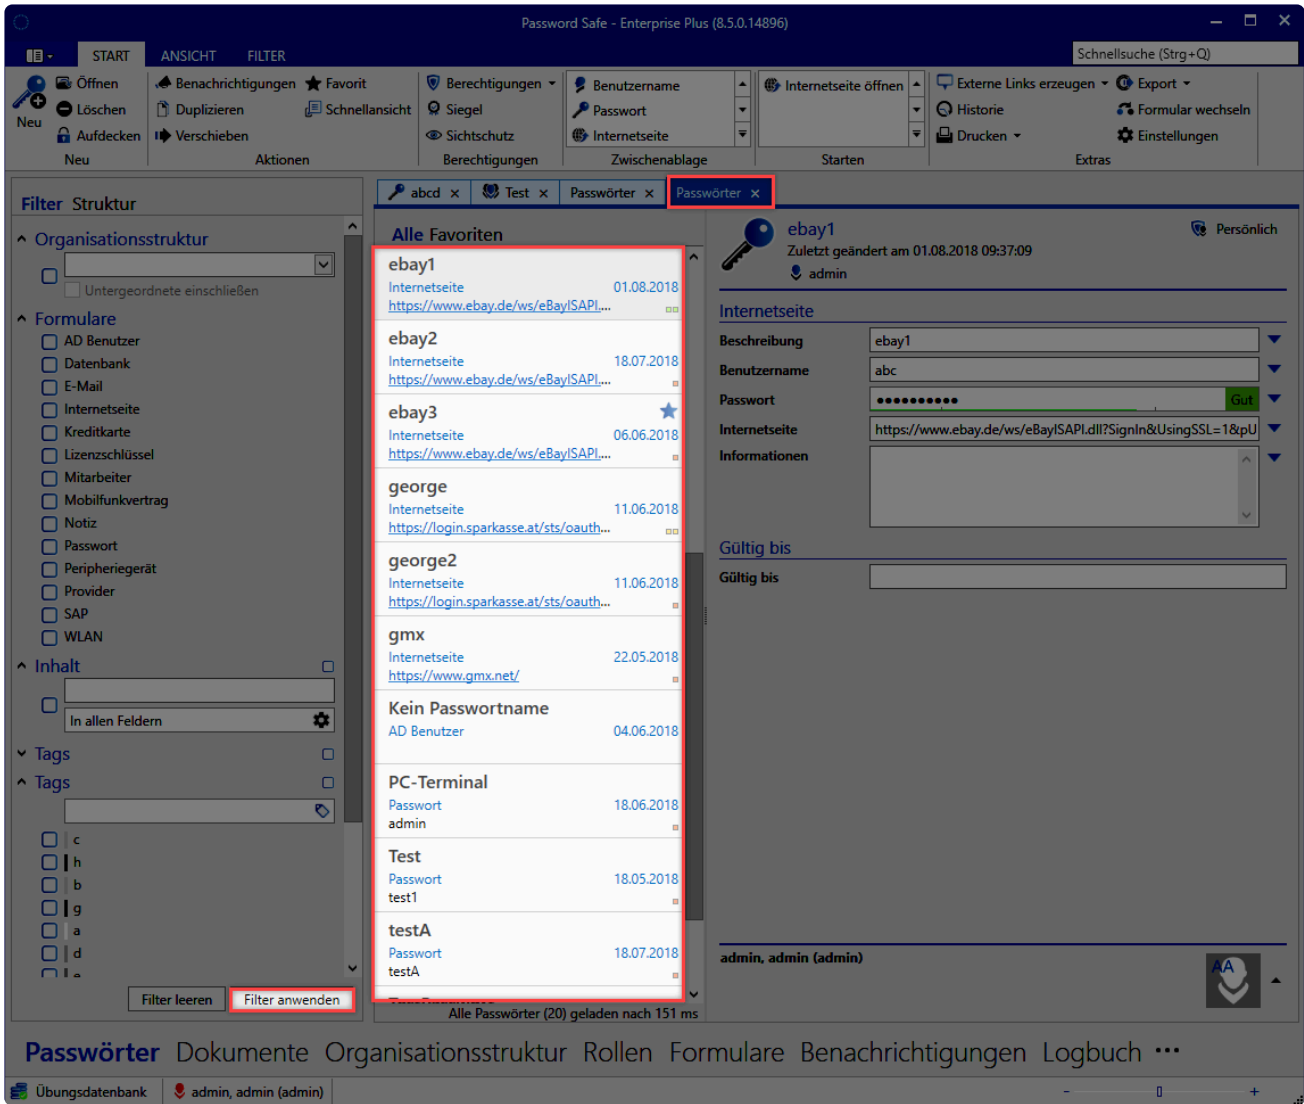 Password Safe - Enterprise Plus (8.5.0.14896)
START ANSICHT FILTER
Schnellsuche (Strg+Q)
Neu
Öffnen
Löschen
Aufdecken
Neu
Benachrichtigungen
Duplizieren
Verschieben
Favorit
Schnellansicht
Aktionen
Berechtigungen
Siegel
Sichtschutz
Berechtigungen
Benutzername
Passwort
Internetseite
Zwischenablage
Internetseite öffnen
Starten
Externe Links erzeugen
Historie
Drucken
Export
Formular wechseln
Einstellungen
Extras
Filter Struktur
Organisationsstruktur
Untergeordnete einschließen
Formulare
AD Benutzer
Datenbank
E-Mail
Internetseite
Kreditkarte
Lizenzschlüssel
Mitarbeiter
Mobilfunkvertrag
Notiz
Passwort
Peripheriegerät
Provider
SAP
WLAN
Inhalt
In allen Feldern
Tags
Tags
c
h
b
g
a
d
Filter leeren
Filter anwenden
abcd
Test
Passwörter
Passwörter
Alle Favoriten
ebay1
Internetseite 01.08.2018
https://www.ebay.de/ws/eBayISAPI....
ebay2
Internetseite 18.07.2018
https://www.ebay.de/ws/eBayISAPI....
ebay3
Internetseite 06.06.2018
https://www.ebay.de/ws/eBayISAPI....
george
Internetseite 11.06.2018
https://login.sparkasse.at/sts/oauth...
george2
Internetseite 11.06.2018
https://login.sparkasse.at/sts/oauth...
gmx
Internetseite 22.05.2018
https://www.gmx.net/
Kein Passwortname
AD Benutzer 04.06.2018
PC-Terminal
Passwort 18.06.2018
admin
Test
Passwort 18.05.2018
test1
testA
Passwort 18.07.2018
testA
Alle Passwörter (20) geladen nach 151 ms
ebay1
Zuletzt geändert am 01.08.2018 09:37:09
admin
Persönlich
Internetseite
Beschreibung ebay1
Benutzername abc
Passwort ●●●●●●●●●● Gut
Internetseite https://www.ebay.de/ws/eBayISAPI.dll?SignIn&UsingSSL=1&pU
Informationen
Gültig bis
Gültig bis
admin, admin (admin)
AA
Passwörter Dokumente Organisationsstruktur Rollen Formulare Benachrichtigungen Logbuch •••
Übungsdatenbank admin, admin (admin)